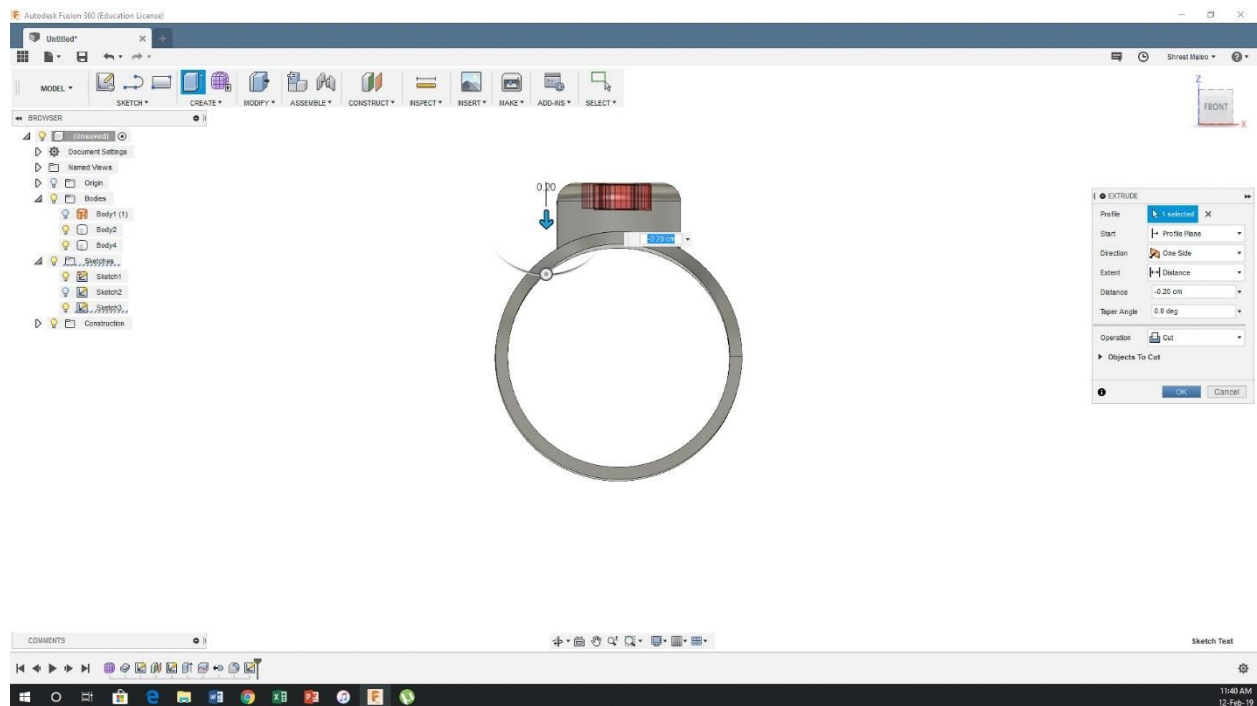 Autodesk Fusion 360 (Education License)
Untitled*
Shrest Maloo
MODEL
SKETCH
CREATE
MODIFY
ASSEMBLE
CONSTRUCT
INSPECT
INSERT
MAKE
ADD-INS
SELECT
BROWSER
(Unsaved)
Document Settings
Named Views
Origin
Bodies
Body1 (1)
Body2
Body4
Sketches
Sketch1
Sketch2
Sketch3
Construction
Z
FRONT
X
0.20
-0.20 cm
EXTRUDE
Profile 1 selected
Start Profile Plane
Direction One Side
Extent Distance
Distance -0.20 cm
Taper Angle 0.0 deg
Operation Cut
Objects To Cut
OK Cancel
COMMENTS
Sketch Text
11:40 AM
12-Feb-19